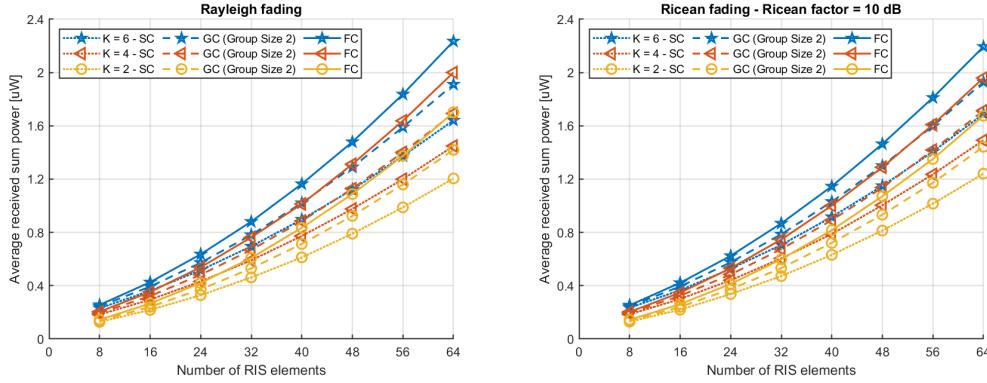 Rayleigh fading
2.4
2
1.6
1.2
0.8
0.4
0
Average received sum power [uW]
K = 6 - SC GC (Group Size 2) FC
K = 4 - SC GC (Group Size 2) FC
K = 2 - SC GC (Group Size 2) FC
0 8 16 24 32 40 48 56 64
Number of RIS elements
Ricean fading - Ricean factor = 10 dB
2.4
2
1.6
1.2
0.8
0.4
0
Average received sum power [uW]
K = 6 - SC GC (Group Size 2) FC
K = 4 - SC GC (Group Size 2) FC
K = 2 - SC GC (Group Size 2) FC
0 8 16 24 32 40 48 56 64
Number of RIS elements